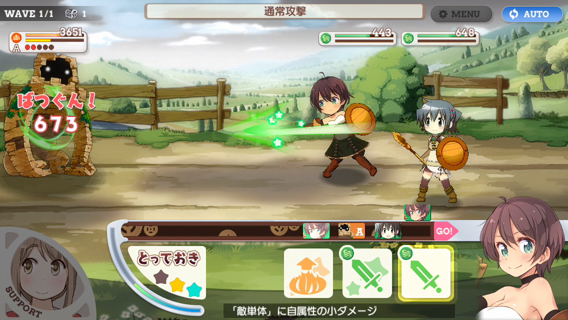 WAVE 1/1
通常攻撃
MENU
AUTO
3651
443
648
ばつぐん!
673
A
GO!
とっておき
SUPPORT
「敵単体」に自属性の小ダメージ